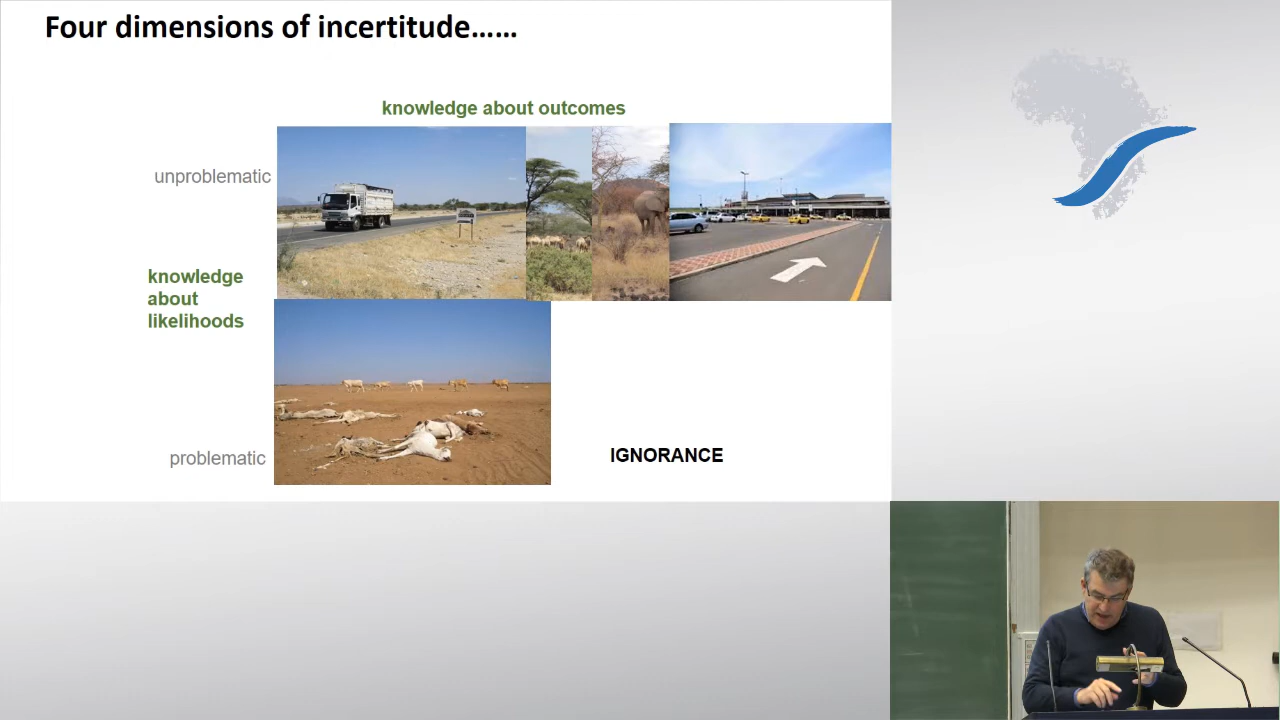 Four dimensions of incertitude......
knowledge about outcomes
unproblematic
knowledge
about
likelihoods
problematic
IGNORANCE